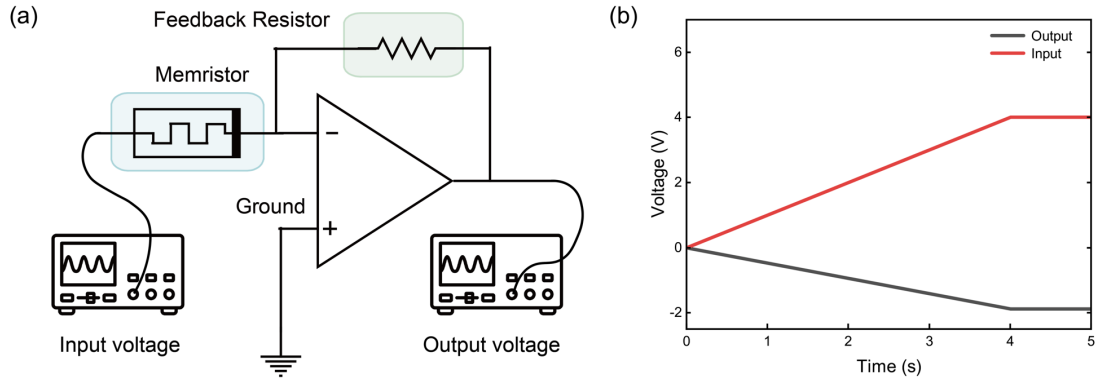 (a)
Feedback Resistor
Memristor
−
Ground
+
Input voltage
Output voltage
(b)
Output
Input
6
4
2
0
-2
Voltage (V)
0 1 2 3 4 5
Time (s)